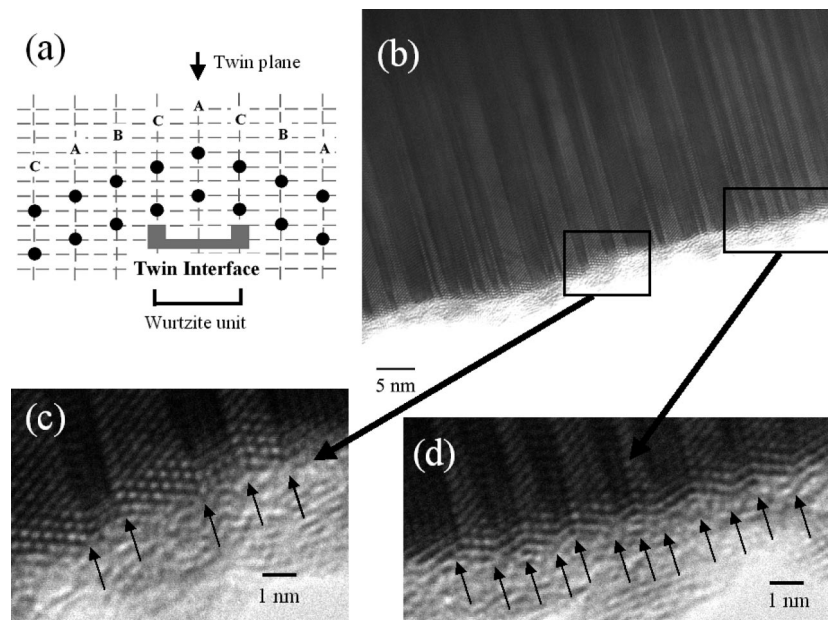 (a)
Twin plane
A
C C
B B
A A
C
Twin Interface
Wurtzite unit
(b)
5 nm
(c)
1 nm
(d)
1 nm